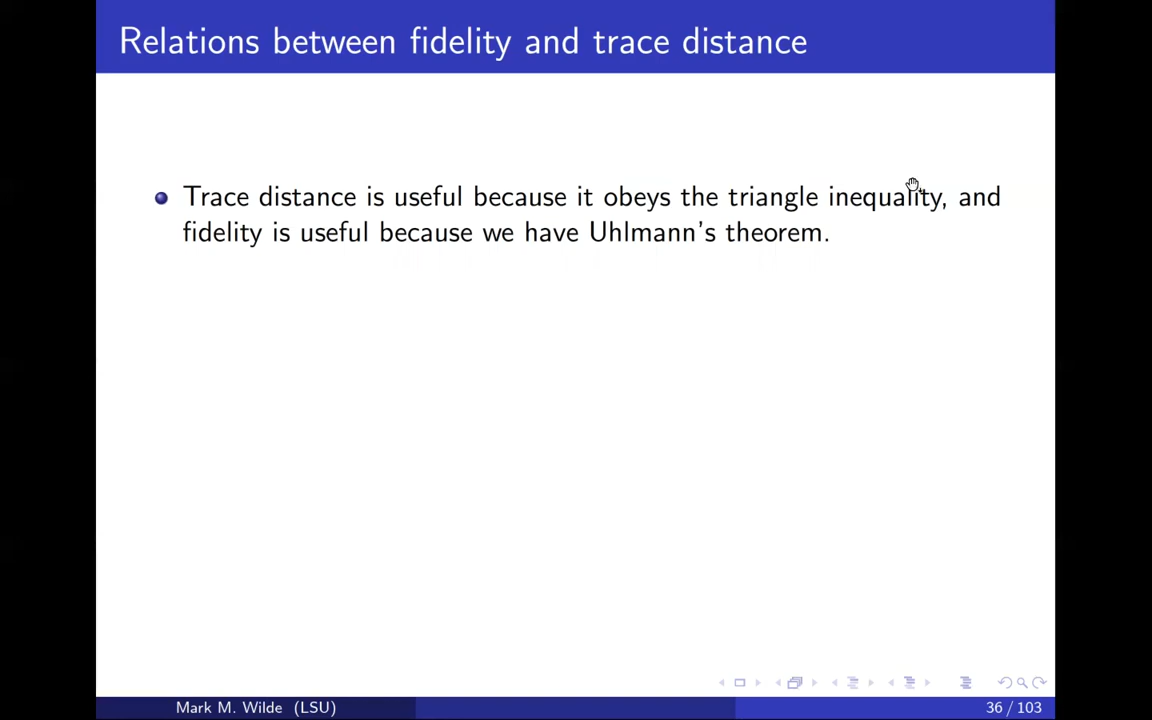 Relations between fidelity and trace distance
Trace distance is useful because it obeys the triangle inequality, and
fidelity is useful because we have Uhlmann's theorem.
Mark M. Wilde (LSU)
36 / 103